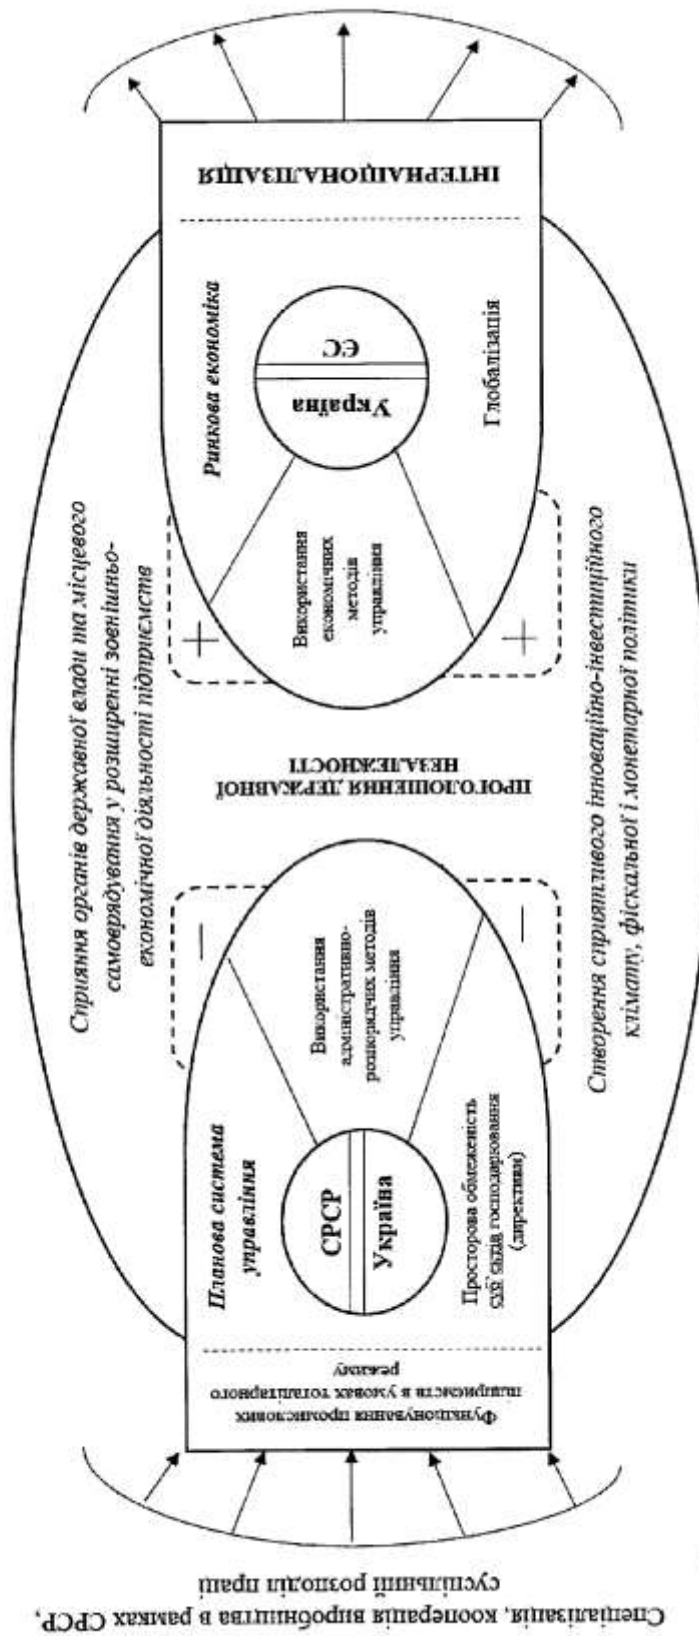 Спеціалізація, кооперація виробництва в рамках СРСР,
суспільний розподіл праці
Функціонування промислових
підприємств в умовах тоталітарного
режиму
Планова система
управління
СРСР
Україна
Просторова обмеженість
суб'єктів господарювання
(директиви)
Використання
адміністративно-
розпорядчих методів
управління
–
–
Сприяння органів державної влади та місцевого
самоврядування у розширенні зовнішньо-
економічної діяльності підприємств
ПРОГОЛОШЕННЯ ДЕРЖАВНОЇ
НЕЗАЛЕЖНОСТІ
Створення сприятливого інноваційно-інвестиційного
клімату, фіскальної і монетарної політики
+
+
Використання
економічних
методів
управління
Ринкова економіка
Україна
ЄС
Глобалізація
ІНТЕРНАЦІОНАЛІЗАЦІЯ